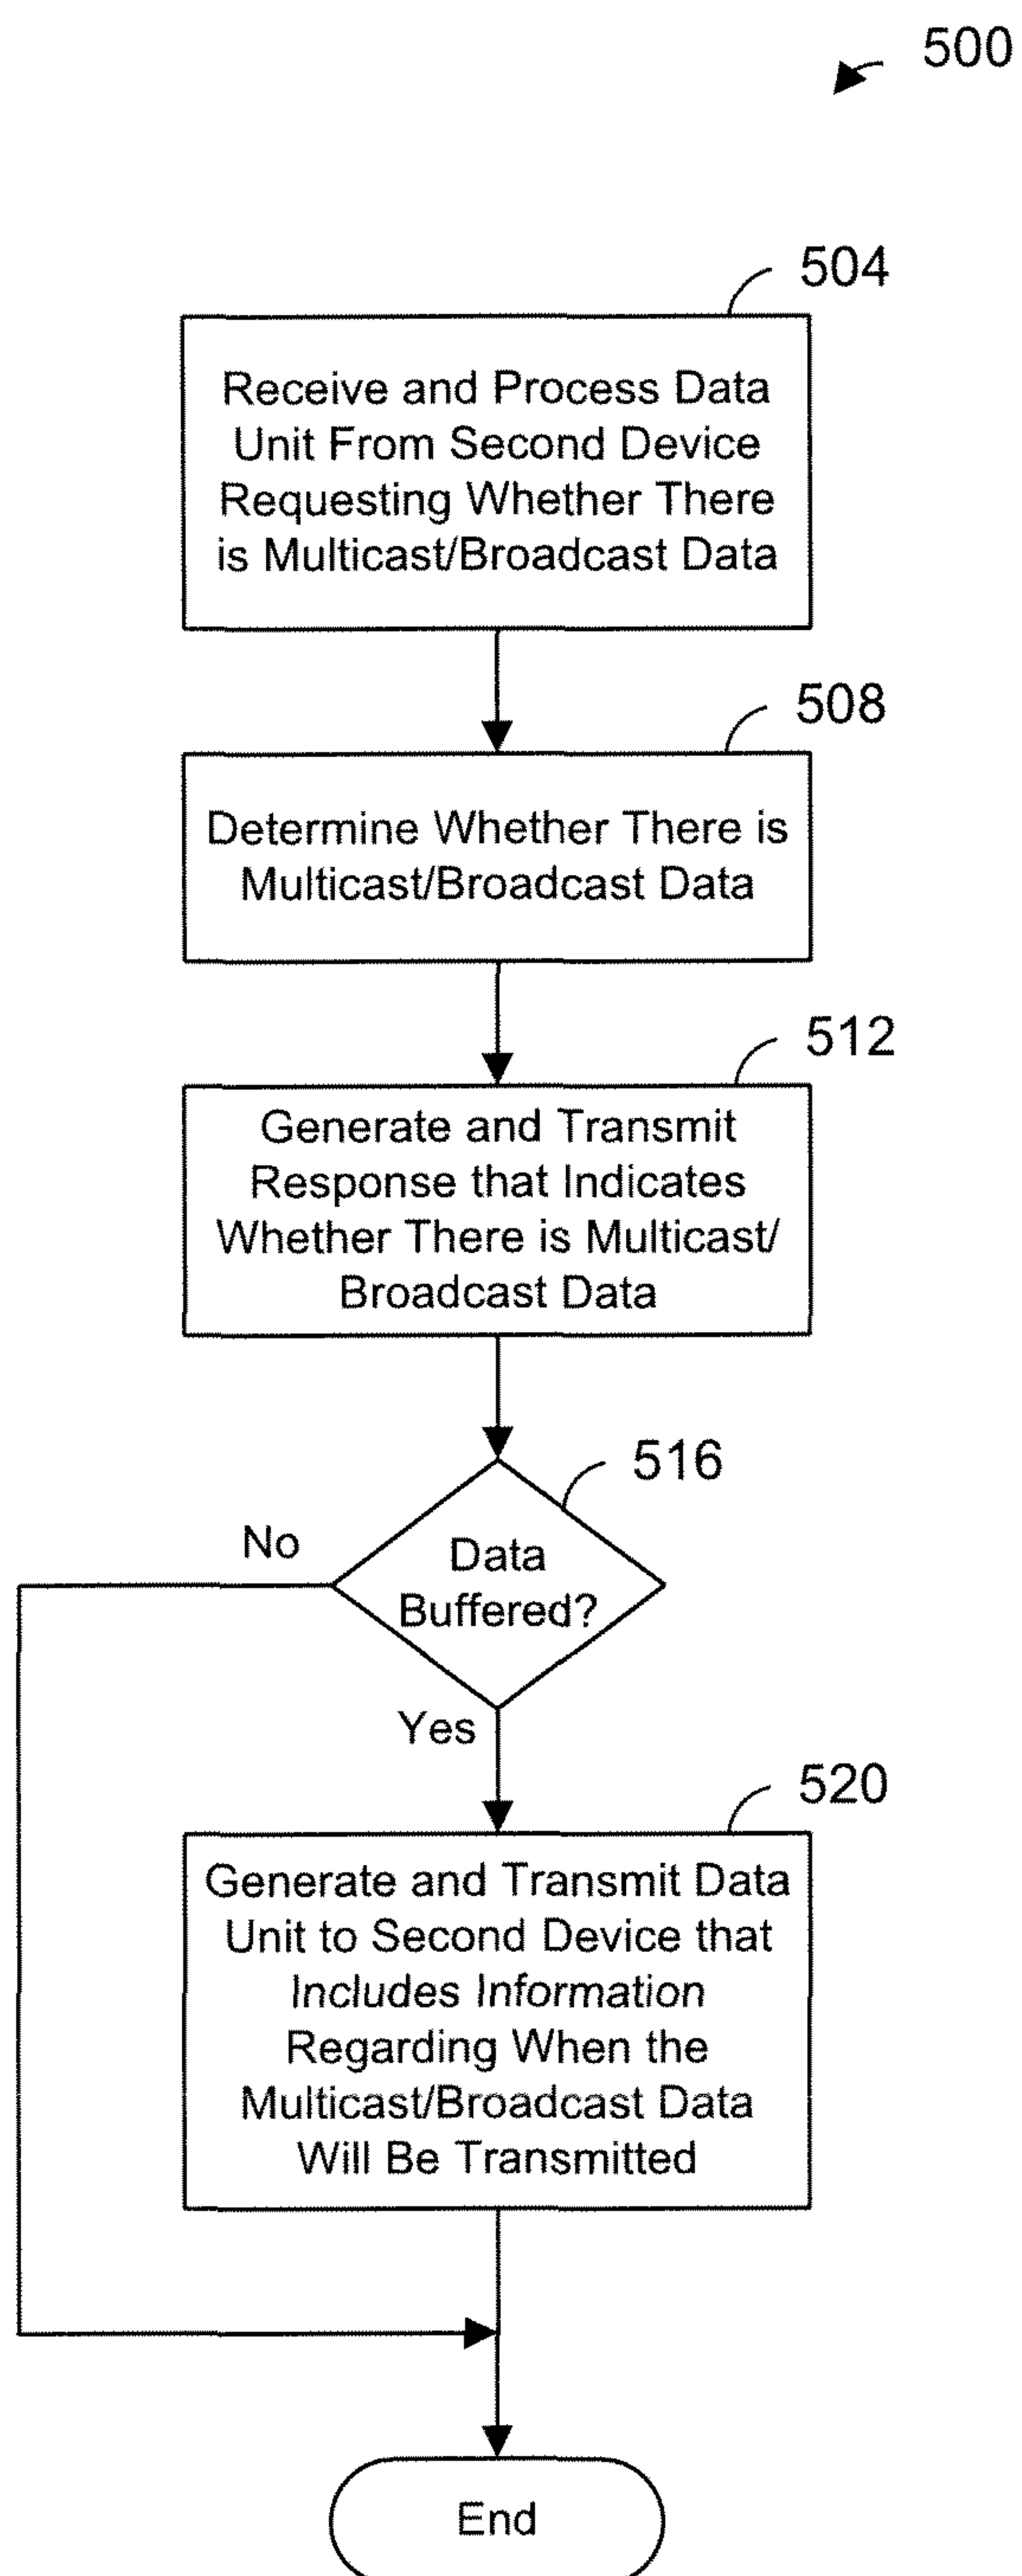 500
504
Receive and Process Data
Unit From Second Device
Requesting Whether There
is Multicast/Broadcast Data
508
Determine Whether There is
Multicast/Broadcast Data
512
Generate and Transmit
Response that Indicates
Whether There is Multicast/
Broadcast Data
516
Data
Buffered?
No
Yes
520
Generate and Transmit Data
Unit to Second Device that
Includes Information
Regarding When the
Multicast/Broadcast Data
Will Be Transmitted
End